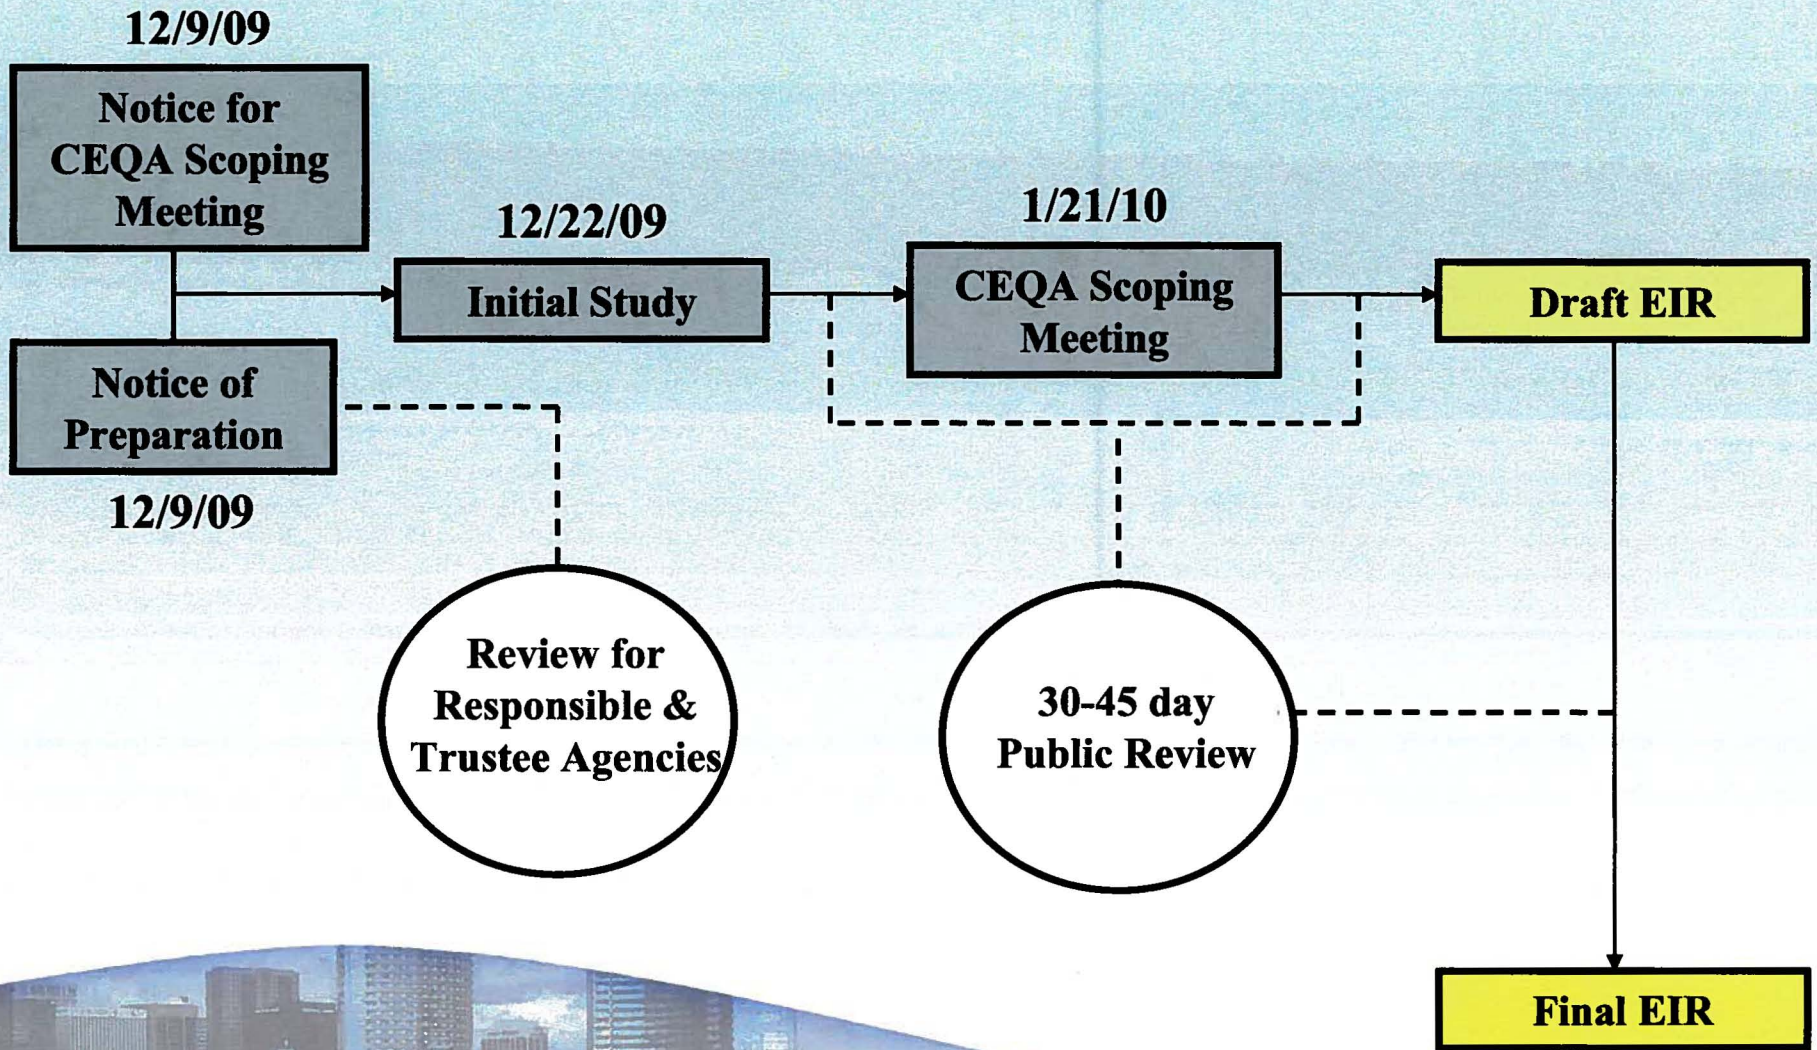 12/9/09
Notice for
CEQA Scoping
Meeting
Notice of
Preparation
12/9/09
12/22/09
Initial Study
1/21/10
CEQA Scoping
Meeting
Draft EIR
Review for
Responsible &
Trustee Agencies
30-45 day
Public Review
Final EIR